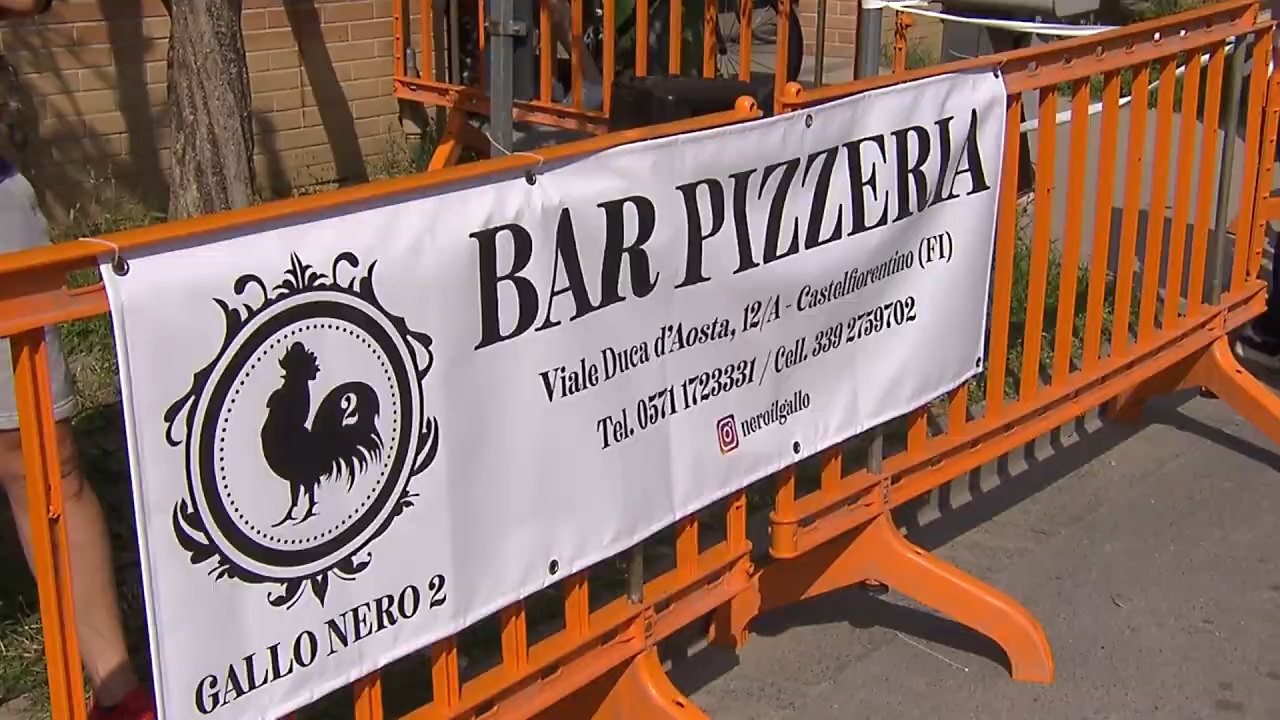 BAR PIZZERIA
Viale Duca d'Aosta, 12/A - Castelfiorentino (FI)
Tel. 0571 1723331 / Cell. 339 2759702
neroilgallo
2
GALLO NERO 2